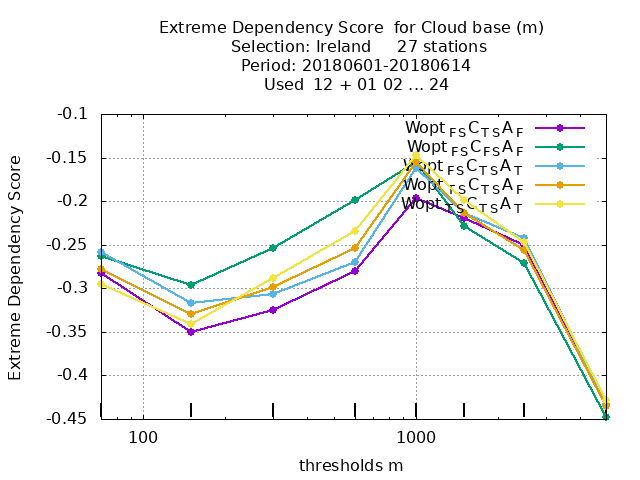 Extreme Dependency Score for Cloud base (m)
Selection: Ireland 27 stations
Period: 20180601-20180614
Used 12 + 01 02 ... 24
Extreme Dependency Score
-0.1
-0.15
-0.2
-0.25
-0.3
-0.35
-0.4
-0.45
Wopt FS C TS A F
Wopt FS C FS A F
Wopt FS C TS A T
Wopt TS C TS A F
Wopt TS C TS A T
100
1000
thresholds m